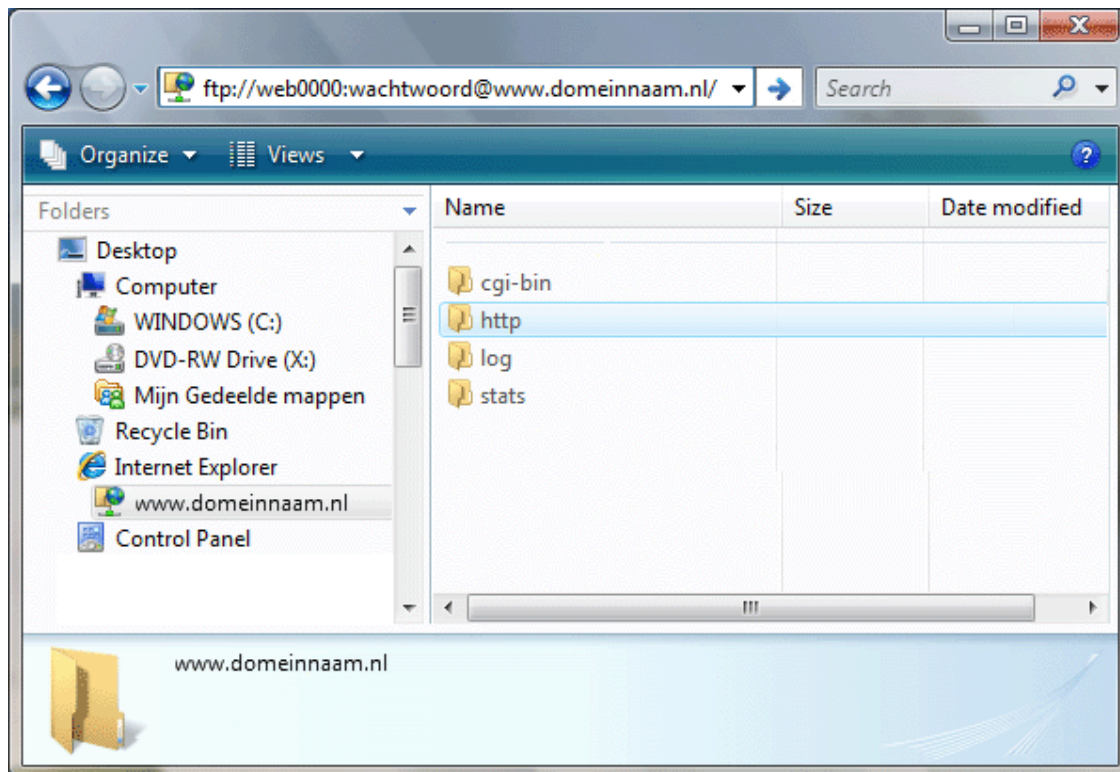 ftp://web0000:wachtwoord@www.domeinnaam.nl/
Search
Organize
Views
Folders
Name
Size
Date modified
Desktop
Computer
WINDOWS (C:)
DVD-RW Drive (X:)
Mijn Gedeelde mappen
Recycle Bin
Internet Explorer
www.domeinnaam.nl
Control Panel
cgi-bin
http
log
stats
www.domeinnaam.nl